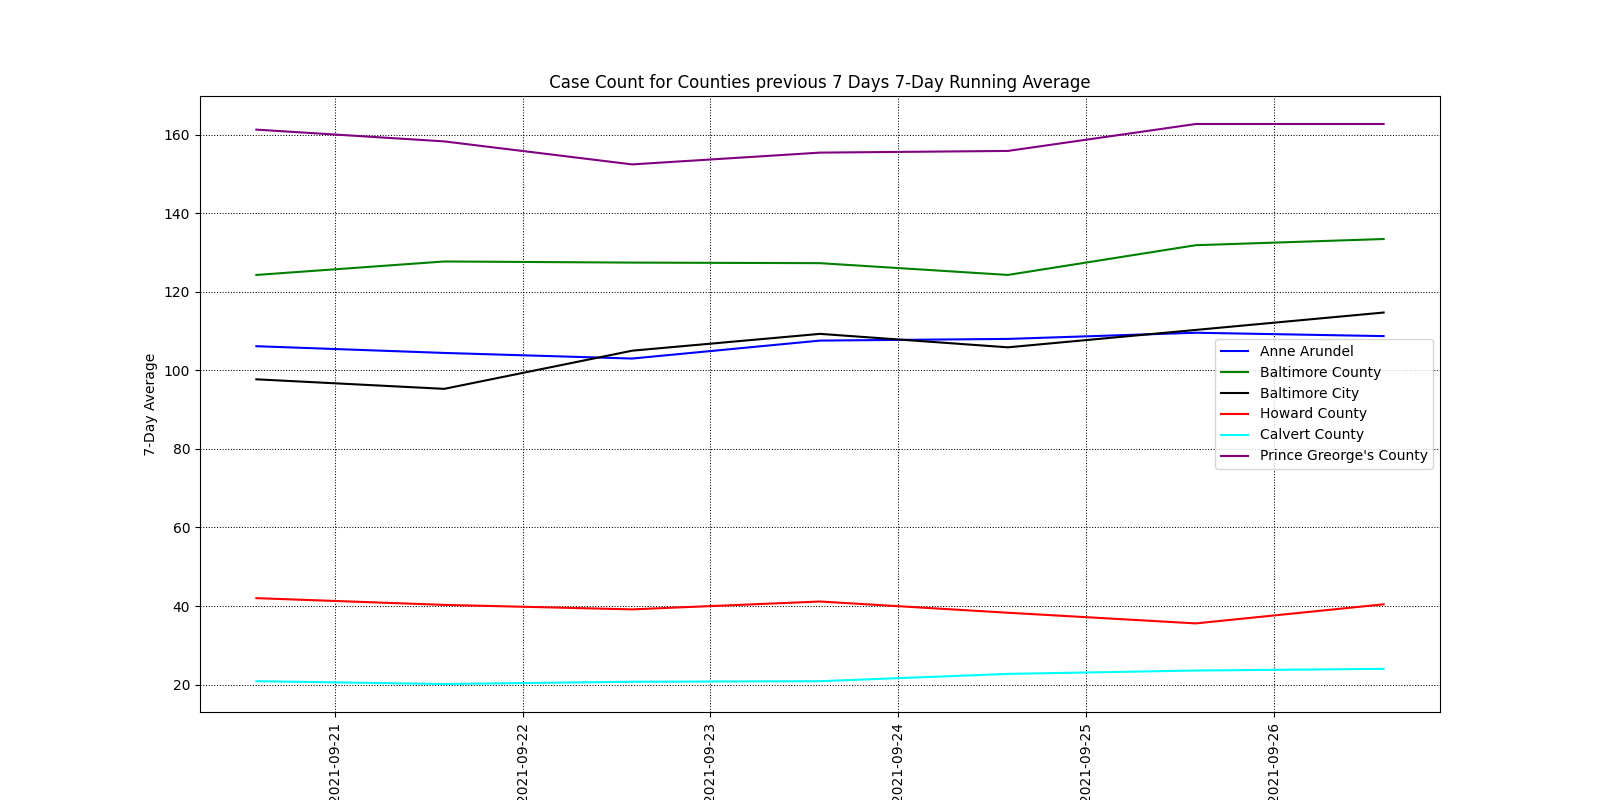 Case Count for Counties previous 7 Days 7-Day Running Average
160
140
120
100
80
60
40
20
7-Day Average
Anne Arundel
Baltimore County
Baltimore City
Howard County
Calvert County
Prince Greorge's County
2021-09-21
2021-09-22
2021-09-23
2021-09-24
2021-09-25
2021-09-26